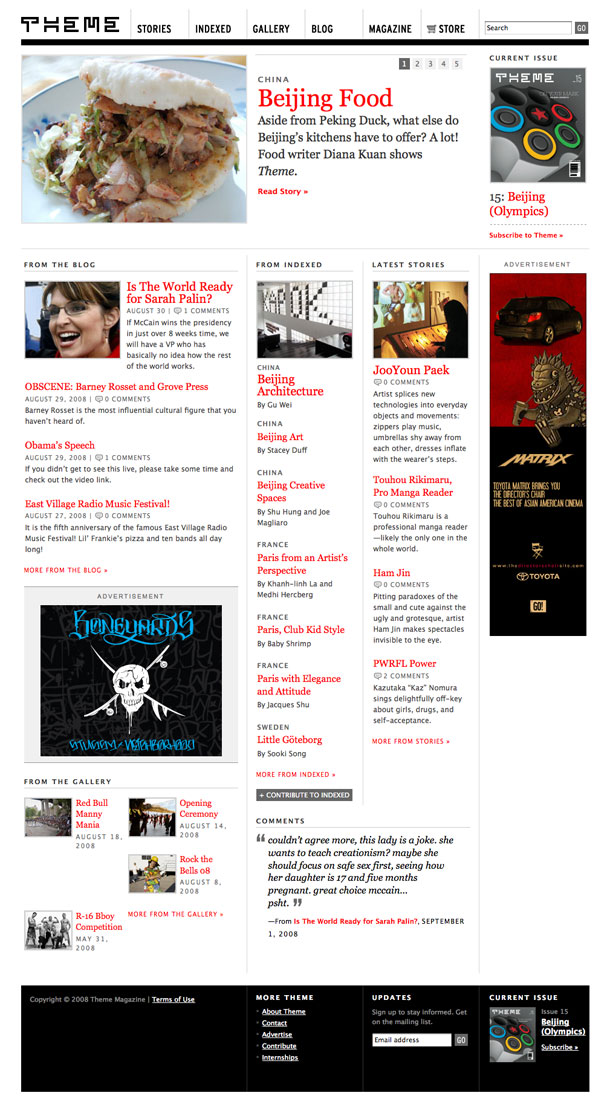 THEME
STORIES
INDEXED
GALLERY
BLOG
MAGAZINE
STORE
Search
GO
1 2 3 4 5
CHINA
Beijing Food
Aside from Peking Duck, what else do
Beijing's kitchens have to offer? A lot!
Food writer Diana Kuan shows
Theme.
Read Story »
CURRENT ISSUE
THEME 15
15: Beijing
(Olympics)
Subscribe to Theme »
FROM THE BLOG
Is The World Ready
for Sarah Palin?
AUGUST 30 | 1 COMMENTS
If McCain wins the presidency
in just over 8 weeks time, we
will have a VP who has
basically no idea how the rest
of the world works.
OBSCENE: Barney Rosset and Grove Press
AUGUST 29, 2008 | 0 COMMENTS
Barney Rosset is the most influential cultural figure that you
haven't heard of.
Obama's Speech
AUGUST 29, 2008 | 1 COMMENTS
If you didn't get to see this live, please take some time and
check out the video link.
East Village Radio Music Festival!
AUGUST 27, 2008 | 0 COMMENTS
It is the fifth anniversary of the famous East Village Radio
Music Festival! Lil' Frankie's pizza and ten bands all day
long!
MORE FROM THE BLOG »
ADVERTISEMENT
BONEYARDS
FROM THE GALLERY
Red Bull
Manny
Mania
AUGUST 18,
2008
Opening
Ceremony
AUGUST 14,
2008
Rock the
Bells 08
AUGUST 8,
2008
R-16 Bboy
Competition
MAY 31,
2008
MORE FROM THE GALLERY »
FROM INDEXED
CHINA
Beijing
Architecture
By Gu Wei
CHINA
Beijing Art
By Stacey Duff
CHINA
Beijing Creative
Spaces
By Shu Hung and Joe
Magliaro
FRANCE
Paris from an Artist's
Perspective
By Khanh-linh La and
Medhi Hercberg
FRANCE
Paris, Club Kid Style
By Baby Shrimp
FRANCE
Paris with Elegance
and Attitude
By Jacques Shu
SWEDEN
Little Göteborg
By Sooki Song
MORE FROM INDEXED »
+ CONTRIBUTE TO INDEXED
LATEST STORIES
JooYoun Paek
0 COMMENTS
Artist splices new
technologies into everyday
objects and movements:
zippers play music,
umbrellas shy away from
each other, dresses inflate
with the wearer's steps.
Touhou Rikimaru,
Pro Manga Reader
0 COMMENTS
Touhou Rikimaru is a
professional manga reader
—likely the only one in the
whole world.
Ham Jin
0 COMMENTS
Pitting paradoxes of the
small and cute against the
ugly and grotesque, artist
Ham Jin makes spectacles
invisible to the eye.
PWRFL Power
2 COMMENTS
Kazutaka "Kaz" Nomura
sings delightfully off-key
about girls, drugs, and
self-acceptance.
MORE FROM STORIES »
COMMENTS
"couldn't agree more, this lady is a joke. she
wants to teach creationism? maybe she
should focus on safe sex first, seeing how
her daughter is 17 and five months
pregnant. great choice mccain...
psht. "
—From Is The World Ready for Sarah Palin?, SEPTEMBER
1, 2008
ADVERTISEMENT
MATRIX
TOYOTA MATRIX BRINGS YOU
THE DIRECTOR'S CHAIR
THE BEST OF ASIAN AMERICAN CINEMA
TOYOTA
GO!
Copyright © 2008 Theme Magazine | Terms of Use
MORE THEME
About Theme
Contact
Advertise
Contribute
Internships
UPDATES
Sign up to stay informed. Get
on the mailing list.
Email address
GO
CURRENT ISSUE
Issue 15
Beijing
(Olympics)
Subscribe »